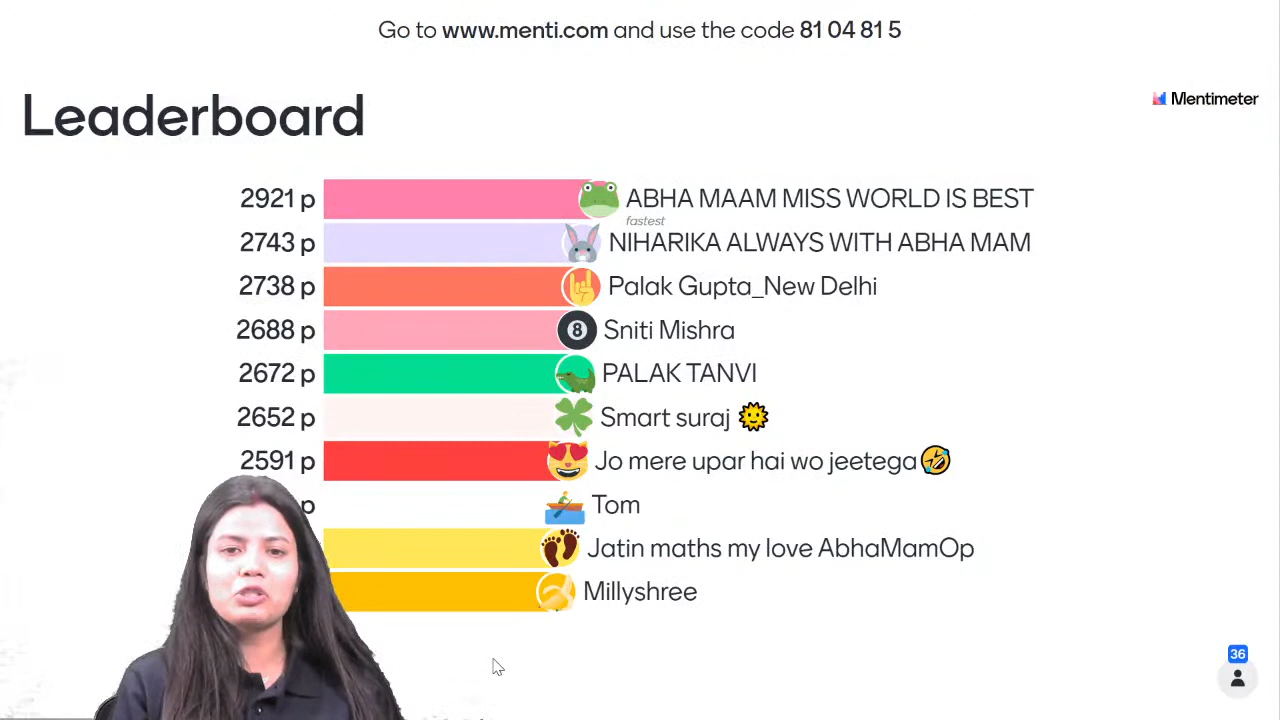 Go to www.menti.com and use the code 81 04 81 5
Leaderboard
Mentimeter
2921 p ABHA MAAM MISS WORLD IS BEST
fastest
2743 p NIHARIKA ALWAYS WITH ABHA MAM
2738 p Palak Gupta_New Delhi
2688 p 8 Sniti Mishra
2672 p PALAK TANVI
2652 p Smart suraj 🌞
2591 p Jo mere upar hai wo jeetega🤣
p Tom
Jatin maths my love AbhaMamOp
Millyshree
36